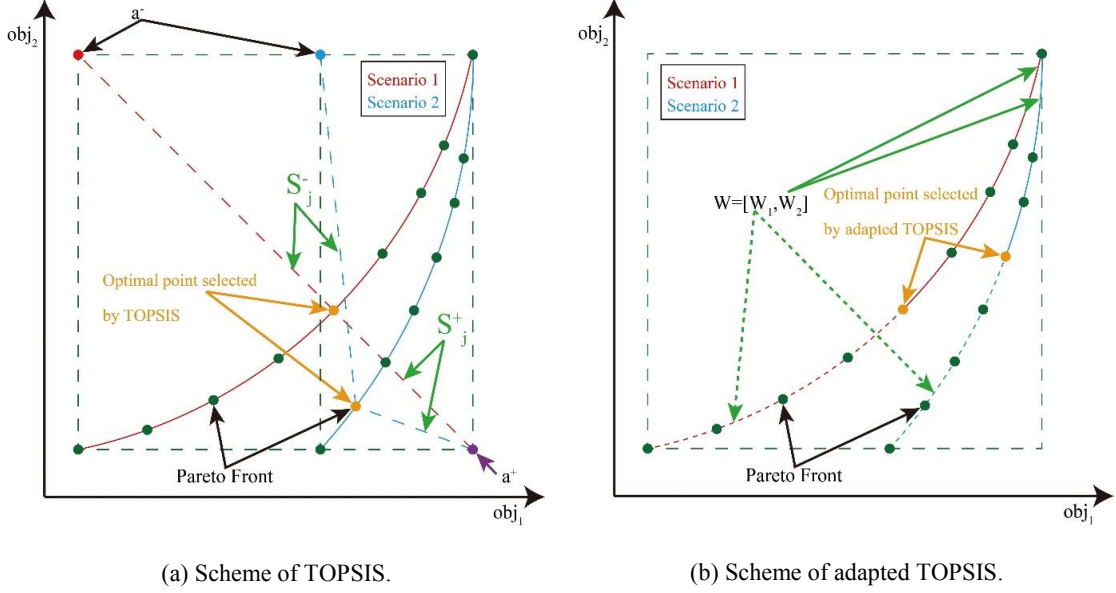 a⁻
obj₂
Scenario 1
Scenario 2
S⁻ⱼ
Optimal point selected
by TOPSIS
S⁺ⱼ
Pareto Front
a⁺
obj₁
(a) Scheme of TOPSIS.
obj₂
Scenario 1
Scenario 2
W=[W₁,W₂]
Optimal point selected
by adapted TOPSIS
Pareto Front
obj₁
(b) Scheme of adapted TOPSIS.